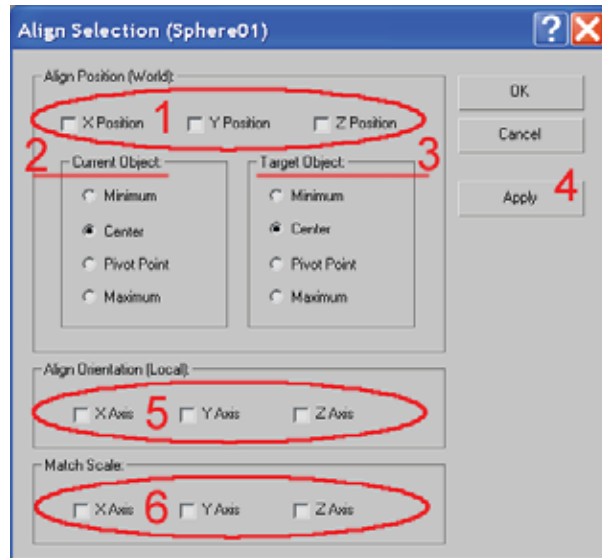 Align Selection (Sphere01)
Align Position (World):
X Position 1 Y Position Z Position
OK
Cancel
Apply 4
2 Current Object: Target Object: 3
Minimum Minimum
Center Center
Pivot Point Pivot Point
Maximum Maximum
Align Orientation (Local):
X Axis 5 Y Axis Z Axis
Match Scale:
X Axis 6 Y Axis Z Axis